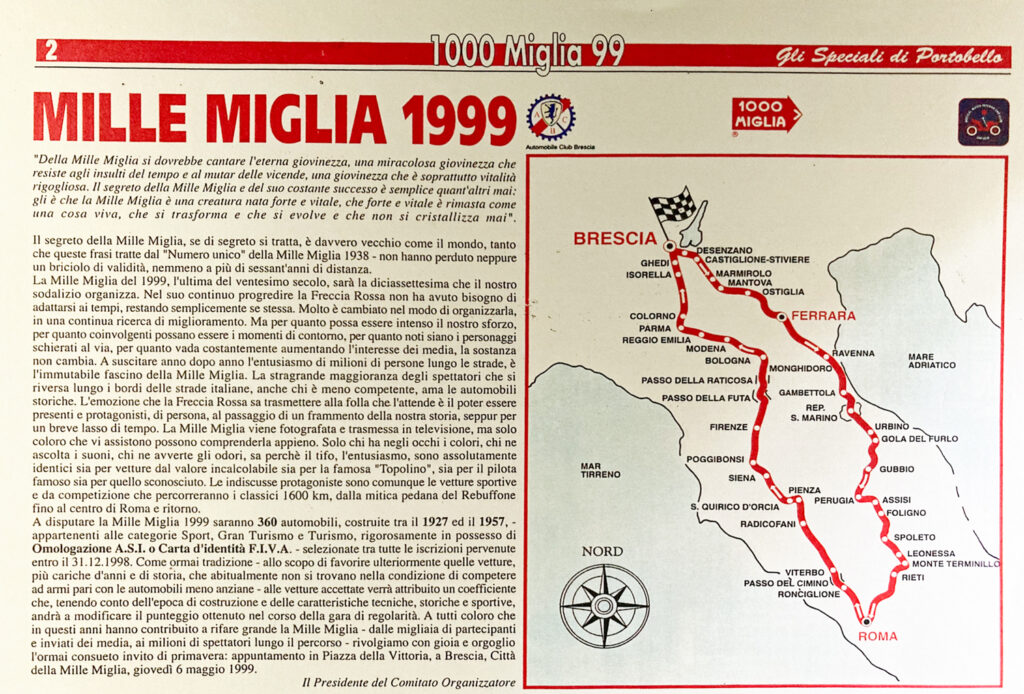 2
1000 Miglia 99
Gli Speciali di Portobello
MILLE MIGLIA 1999
A C
B
Automobile Club Brescia
1000
MIGLIA
"Della Mille Miglia si dovrebbe cantare l'eterna giovinezza, una miracolosa giovinezza che
resiste agli insulti del tempo e al mutar delle vicende, una giovinezza che è soprattutto vitalità
rigogliosa. Il segreto della Mille Miglia e del suo costante successo è semplice quant'altri mai:
gli è che la Mille Miglia è una creatura nata forte e vitale, che forte e vitale è rimasta come
una cosa viva, che si trasforma e che si evolve e che non si cristallizza mai".
Il segreto della Mille Miglia, se di segreto si tratta, è davvero vecchio come il mondo, tanto
che queste frasi tratte dal "Numero unico" della Mille Miglia 1938 - non hanno perduto neppure
un briciolo di validità, nemmeno a più di sessant'anni di distanza.
La Mille Miglia del 1999, l'ultima del ventesimo secolo, sarà la diciassettesima che il nostro
sodalizio organizza. Nel suo continuo progredire la Freccia Rossa non ha avuto bisogno di
adattarsi ai tempi, restando semplicemente se stessa. Molto è cambiato nel modo di organizzarla,
in una continua ricerca di miglioramento. Ma per quanto possa essere intenso il nostro sforzo,
per quanto coinvolgenti possano essere i momenti di contorno, per quanto noti siano i personaggi
schierati al via, per quanto vada costantemente aumentando l'interesse dei media, la sostanza
non cambia. A suscitare anno dopo anno l'entusiasmo di milioni di persone lungo le strade, è
l'immutabile fascino della Mille Miglia. La stragrande maggioranza degli spettatori che si
riversa lungo i bordi delle strade italiane, anche chi è meno competente, ama le automobili
storiche. L'emozione che la Freccia Rossa sa trasmettere alla folla che l'attende è il poter essere
presenti e protagonisti, di persona, al passaggio di un frammento della nostra storia, seppur per
un breve lasso di tempo. La Mille Miglia viene fotografata e trasmessa in televisione, ma solo
coloro che vi assistono possono comprenderla appieno. Solo chi ha negli occhi i colori, chi ne
ascolta i suoni, chi ne avverte gli odori, sa perchè il tifo, l'entusiasmo, sono assolutamente
identici sia per vetture dal valore incalcolabile sia per la famosa "Topolino", sia per il pilota
famoso sia per quello sconosciuto. Le indiscusse protagoniste sono comunque le vetture sportive
e da competizione che percorreranno i classici 1600 km, dalla mitica pedana del Rebuffone
fino al centro di Roma e ritorno.
A disputare la Mille Miglia 1999 saranno 360 automobili, costruite tra il 1927 ed il 1957, -
appartenenti alle categorie Sport, Gran Turismo e Turismo, rigorosamente in possesso di
Omologazione A.S.I. o Carta d'identità F.I.V.A. - selezionate tra tutte le iscrizioni pervenute
entro il 31.12.1998. Come ormai tradizione - allo scopo di favorire ulteriormente quelle vetture,
più cariche d'anni e di storia, che abitualmente non si trovano nella condizione di competere
ad armi pari con le automobili meno anziane - alle vetture accettate verrà attribuito un coefficiente
che, tenendo conto dell'epoca di costruzione e delle caratteristiche tecniche, storiche e sportive,
andrà a modificare il punteggio ottenuto nel corso della gara di regolarità. A tutti coloro che
in questi anni hanno contribuito a rifare grande la Mille Miglia - dalle migliaia di partecipanti
e inviati dei media, ai milioni di spettatori lungo il percorso - rivolgiamo con gioia e orgoglio
l'ormai consueto invito di primavera: appuntamento in Piazza della Vittoria, a Brescia, Città
della Mille Miglia, giovedì 6 maggio 1999.
Il Presidente del Comitato Organizzatore
BRESCIA
DESENZANO
GHEDI
CASTIGLIONE-STIVIERE
ISORELLA
MARMIROLO
MANTOVA
OSTIGLIA
COLORNO
FERRARA
PARMA
REGGIO EMILIA
MODENA
RAVENNA
BOLOGNA
MONGHIDORO
MARE
ADRIATICO
PASSO DELLA RATICOSA
PASSO DELLA FUTA
GAMBETTOLA
REP.
S. MARINO
FIRENZE
URBINO
GOLA DEL FURLO
POGGIBONSI
MAR
TIRRENO
GUBBIO
SIENA
PIENZA
PERUGIA
ASSISI
S. QUIRICO D'ORCIA
FOLIGNO
RADICOFANI
SPOLETO
NORD
LEONESSA
MONTE TERMINILLO
VITERBO
RIETI
PASSO DEL CIMINO
RONCIGLIONE
ROMA